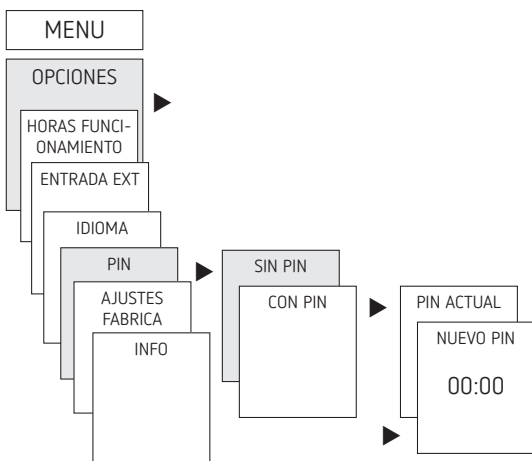 MENU
OPCIONES
HORAS FUNCI-
ONAMIENTO
ENTRADA EXT
IDIOMA
PIN
AJUSTES
FABRICA
INFO
SIN PIN
CON PIN
PIN ACTUAL
NUEVO PIN
00:00